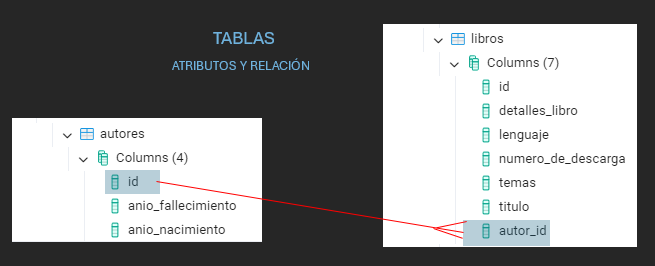 TABLAS
ATRIBUTOS Y RELACIÓN
autores
Columns (4)
id
anio_fallecimiento
anio_nacimiento
libros
Columns (7)
id
detalles_libro
lenguaje
numero_de_descarga
temas
titulo
autor_id